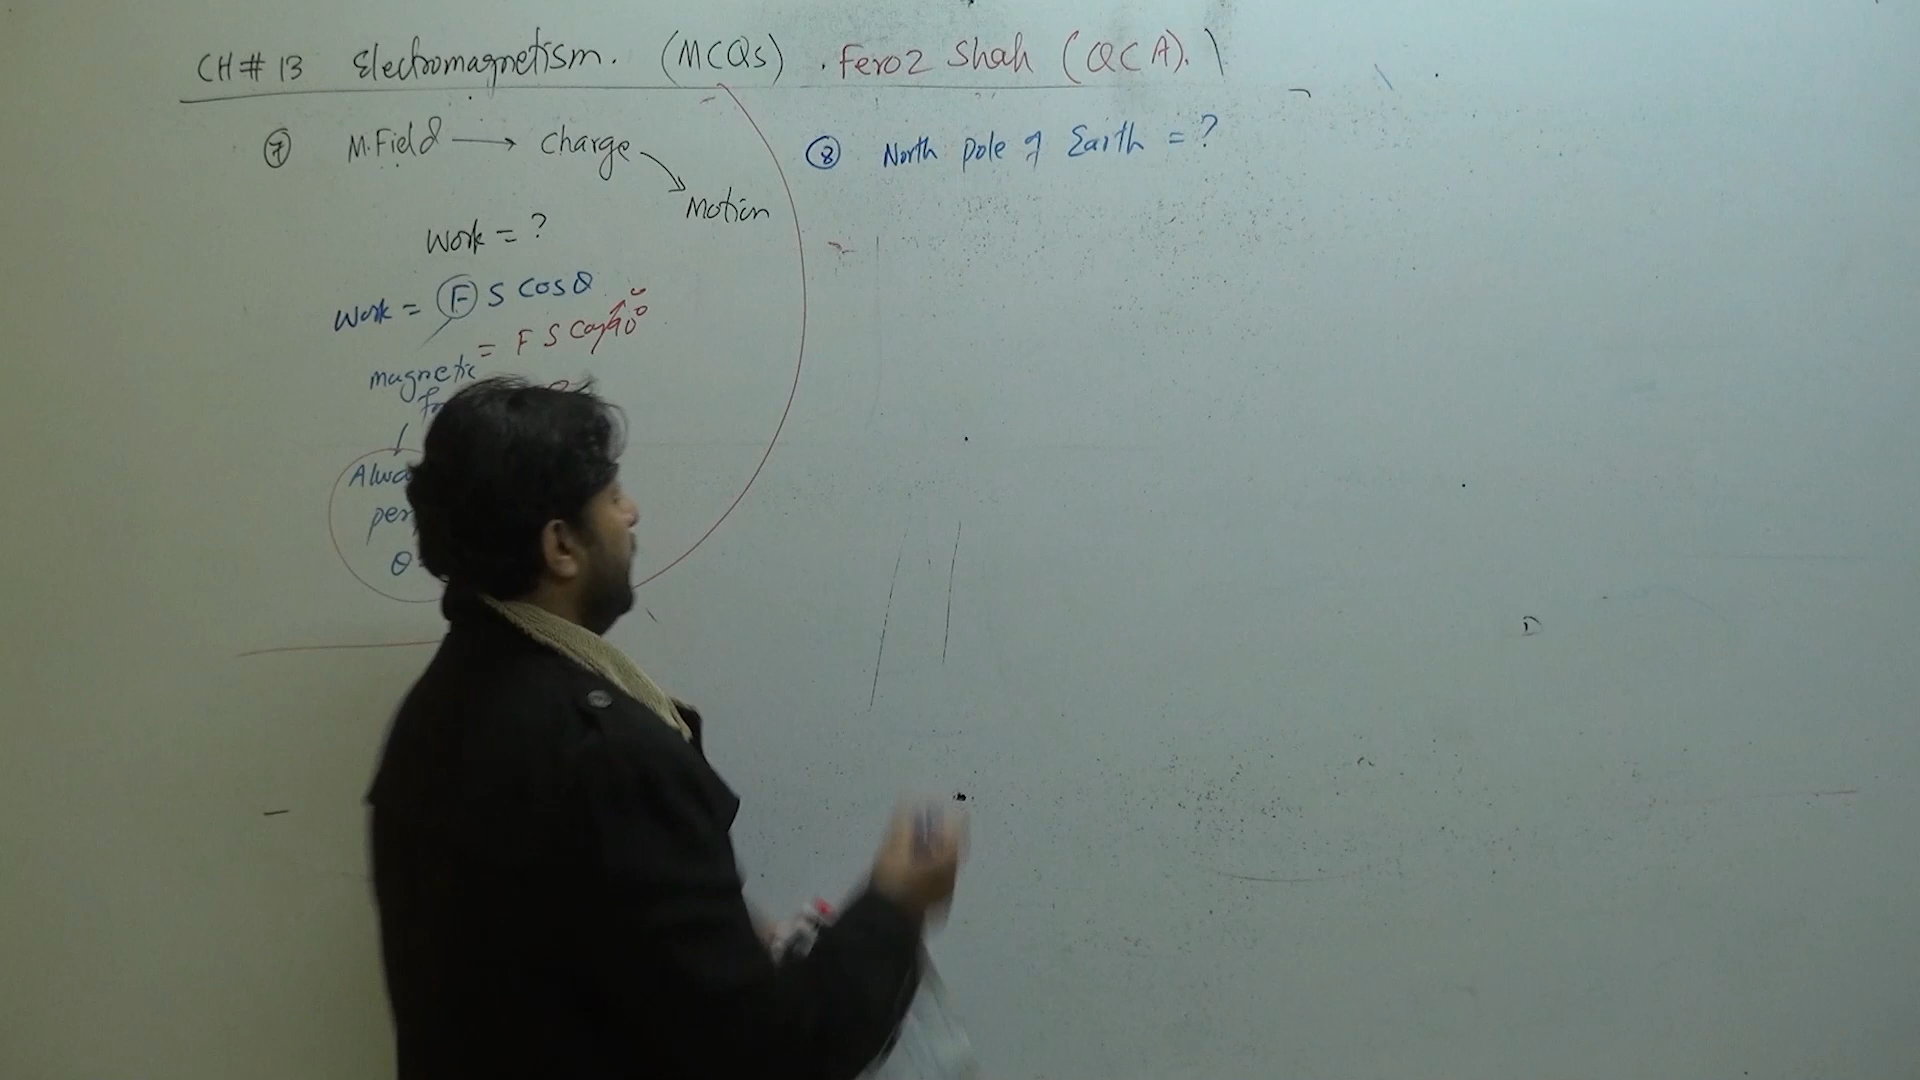 CH # 13 Electromagnetism. (MCQs). Feroz Shah (QCA).
7 M.Field → Charge
Motion
Work = ?
Work = F S Cos θ
= F S Cos 90° 0
magnetic
θ
8 North pole of Earth = ?